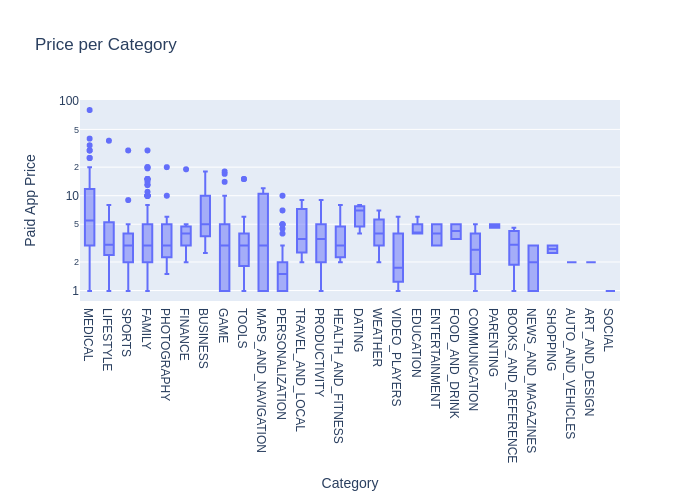 Price per Category
Paid App Price
100
5
2
10
5
2
1
MEDICAL
LIFESTYLE
SPORTS
FAMILY
PHOTOGRAPHY
FINANCE
BUSINESS
GAME
TOOLS
MAPS_AND_NAVIGATION
PERSONALIZATION
TRAVEL_AND_LOCAL
PRODUCTIVITY
HEALTH_AND_FITNESS
DATING
WEATHER
VIDEO_PLAYERS
EDUCATION
ENTERTAINMENT
FOOD_AND_DRINK
COMMUNICATION
PARENTING
BOOKS_AND_REFERENCE
NEWS_AND_MAGAZINES
SHOPPING
AUTO_AND_VEHICLES
ART_AND_DESIGN
SOCIAL
Category